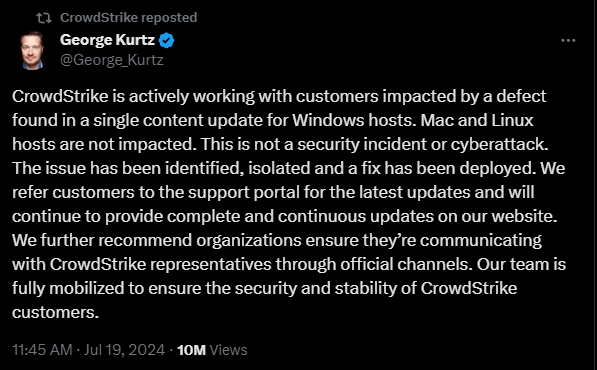 CrowdStrike reposted
George Kurtz
@George_Kurtz
CrowdStrike is actively working with customers impacted by a defect
found in a single content update for Windows hosts. Mac and Linux
hosts are not impacted. This is not a security incident or cyberattack.
The issue has been identified, isolated and a fix has been deployed. We
refer customers to the support portal for the latest updates and will
continue to provide complete and continuous updates on our website.
We further recommend organizations ensure they’re communicating
with CrowdStrike representatives through official channels. Our team is
fully mobilized to ensure the security and stability of CrowdStrike
customers.
11:45 AM · Jul 19, 2024 · 10M Views